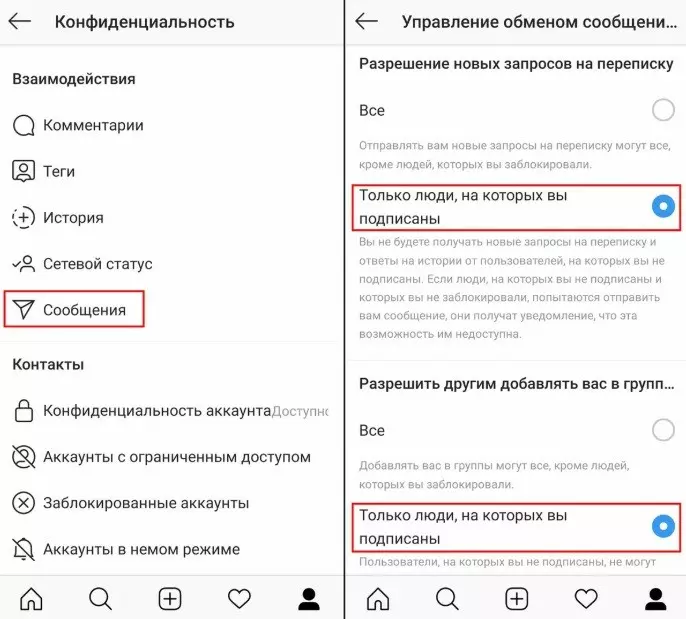 Конфиденциальность
Взаимодействия
Комментарии
Теги
История
Сетевой статус
Сообщения
Контакты
Конфиденциальность аккаунта Доступно
Аккаунты с ограниченным доступом
Заблокированные аккаунты
Аккаунты в немом режиме
Управление обменом сообщени...
Разрешение новых запросов на переписку
Все
Отправлять вам новые запросы на переписку могут все,
кроме людей, которых вы заблокировали.
Только люди, на которых вы
подписаны
Вы не будете получать новые запросы на переписку и
ответы на истории от пользователей, на которых вы не
подписаны. Если люди, на которых вы не подписаны и
которых вы не заблокировали, попытаются отправить
вам сообщение, они получат уведомление, что эта
возможность им недоступна.
Разрешить другим добавлять вас в групп...
Все
Добавлять вас в группы могут все, кроме людей,
которых вы заблокировали.
Только люди, на которых вы
подписаны
Пользователи, на которых вы не подписаны, не могут